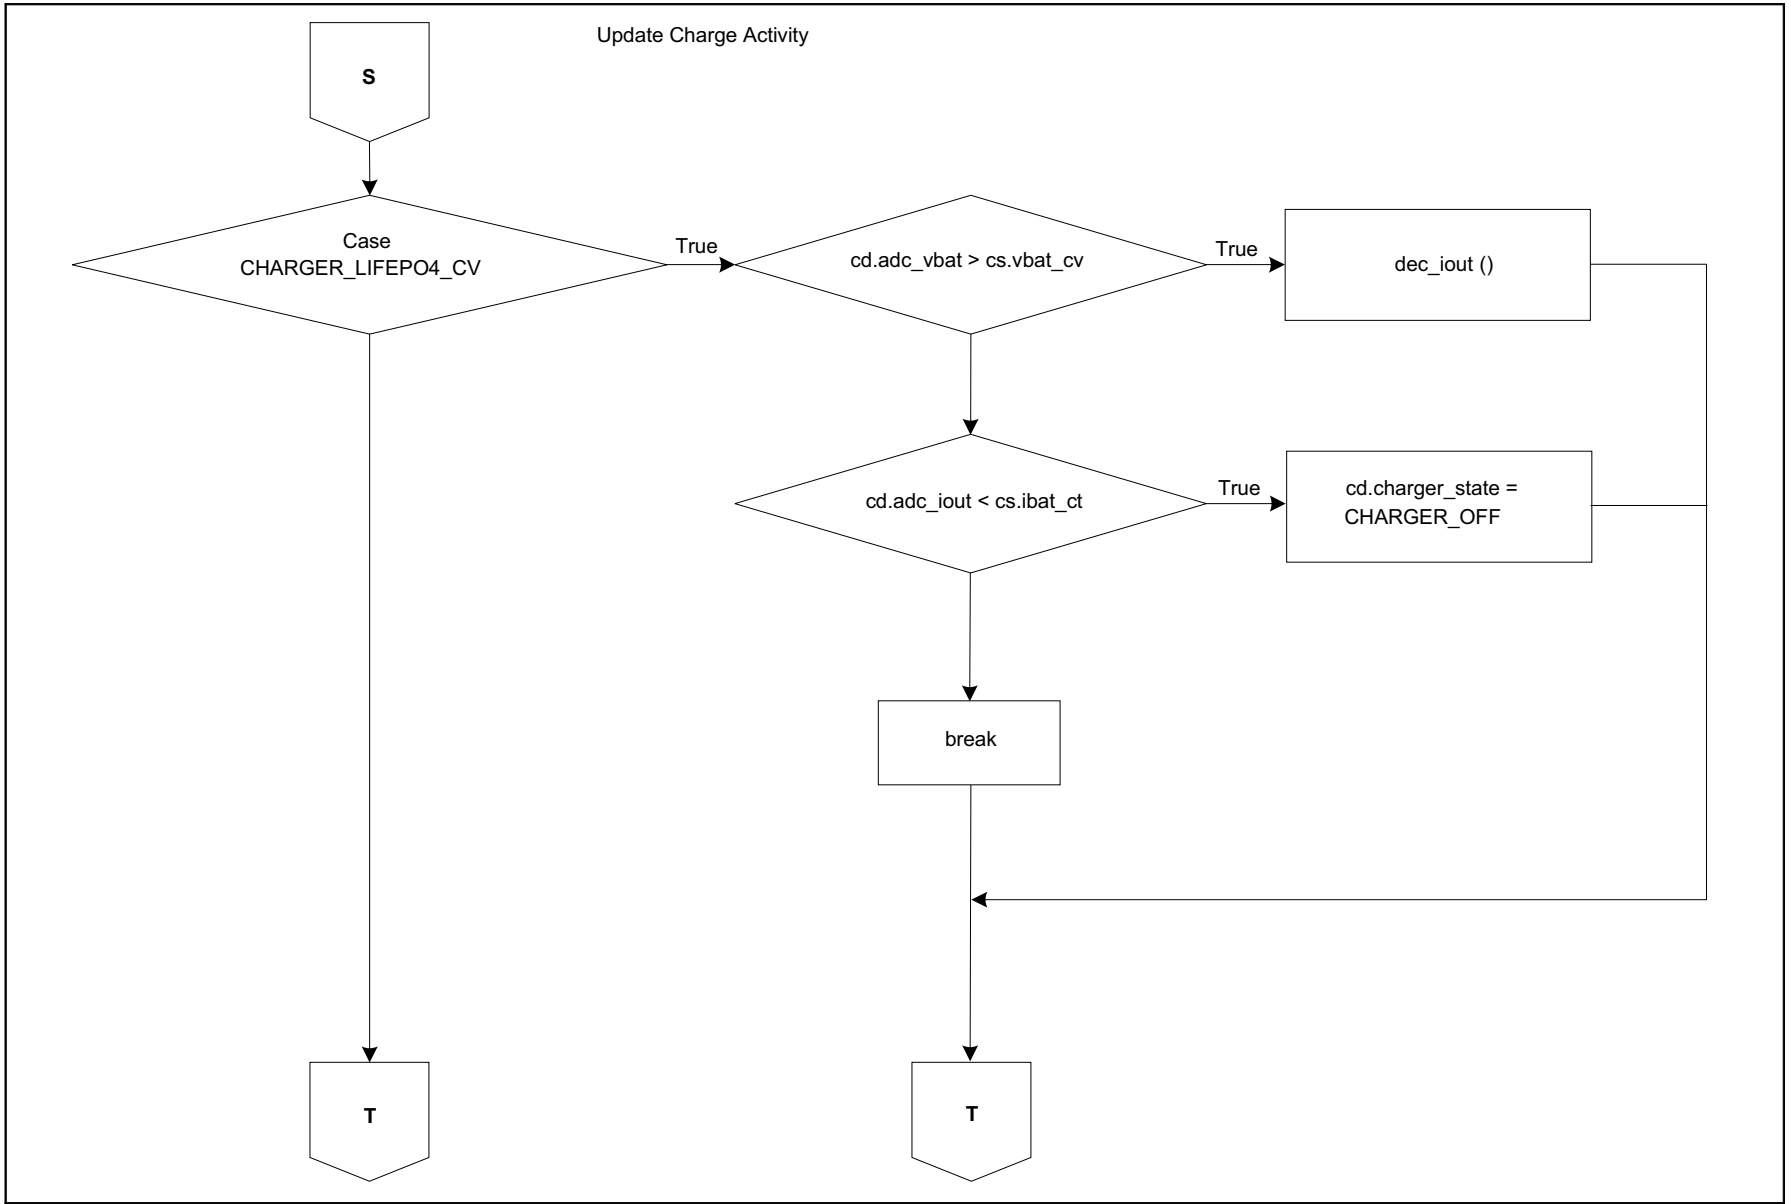 Update Charge Activity
S
Case
CHARGER_LIFEPO4_CV
True
cd.adc_vbat > cs.vbat_cv
True
dec_iout ()
cd.adc_iout < cs.ibat_ct
True
cd.charger_state =
CHARGER_OFF
break
T
T